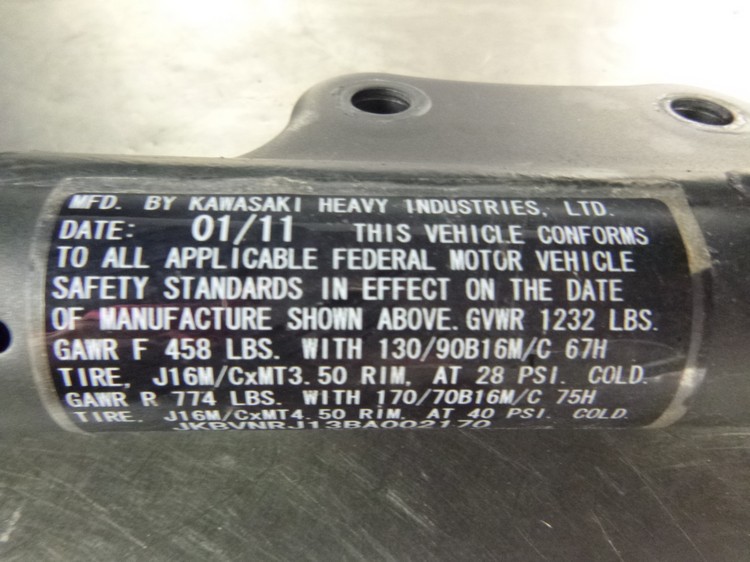 MFD. BY KAWASAKI HEAVY INDUSTRIES, LTD.
DATE: 01/11 THIS VEHICLE CONFORMS
TO ALL APPLICABLE FEDERAL MOTOR VEHICLE
SAFETY STANDARDS IN EFFECT ON THE DATE
OF MANUFACTURE SHOWN ABOVE. GVWR 1232 LBS.
GAWR F 458 LBS. WITH 130/90B16M/C 67H
TIRE, J16M/CxMT3.50 RIM, AT 28 PSI. COLD.
GAWR R 774 LBS. WITH 170/70B16M/C 75H
TIRE, J16M/CxMT4.50 RIM, AT 40 PSI. COLD.
JKBVNRJ13BA002170